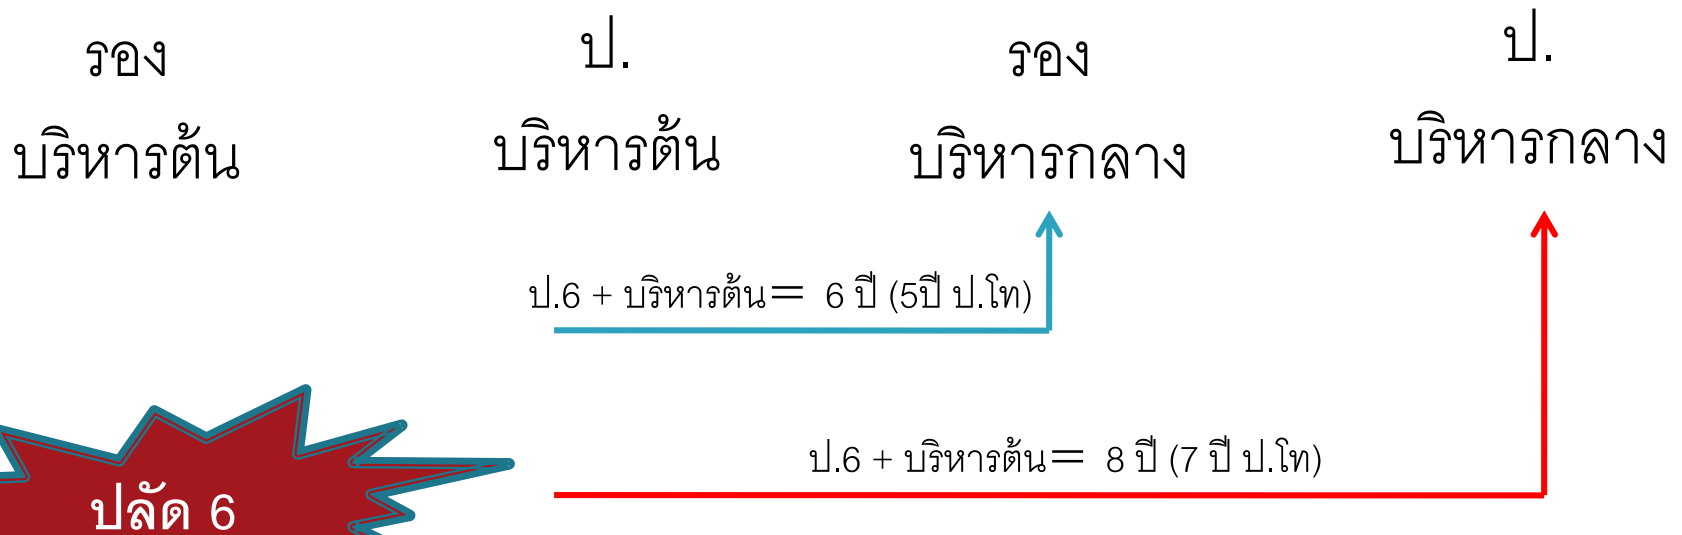 รอง
บริหารต้น
ป.
บริหารต้น
รอง
บริหารกลาง
ป.
บริหารกลาง
ป.6 + บริหารต้น= 6 ปี (5ปี ป.โท)
ป.6 + บริหารต้น= 8 ปี (7 ปี ป.โท)
ปลัด 6